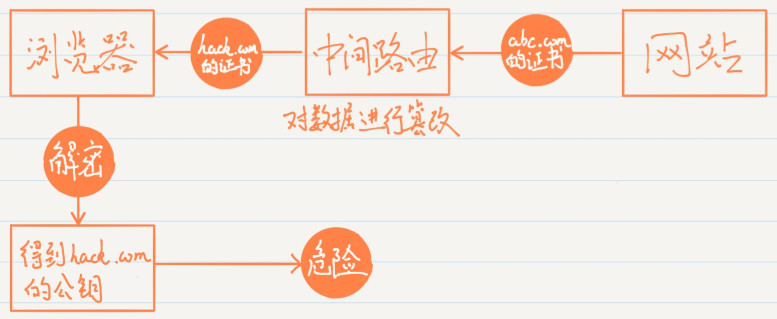 浏览器
hack.com
的证书
中间路由
abc.com
的证书
网站
对数据进行篡改
解密
得到hack.com
的公钥
危险